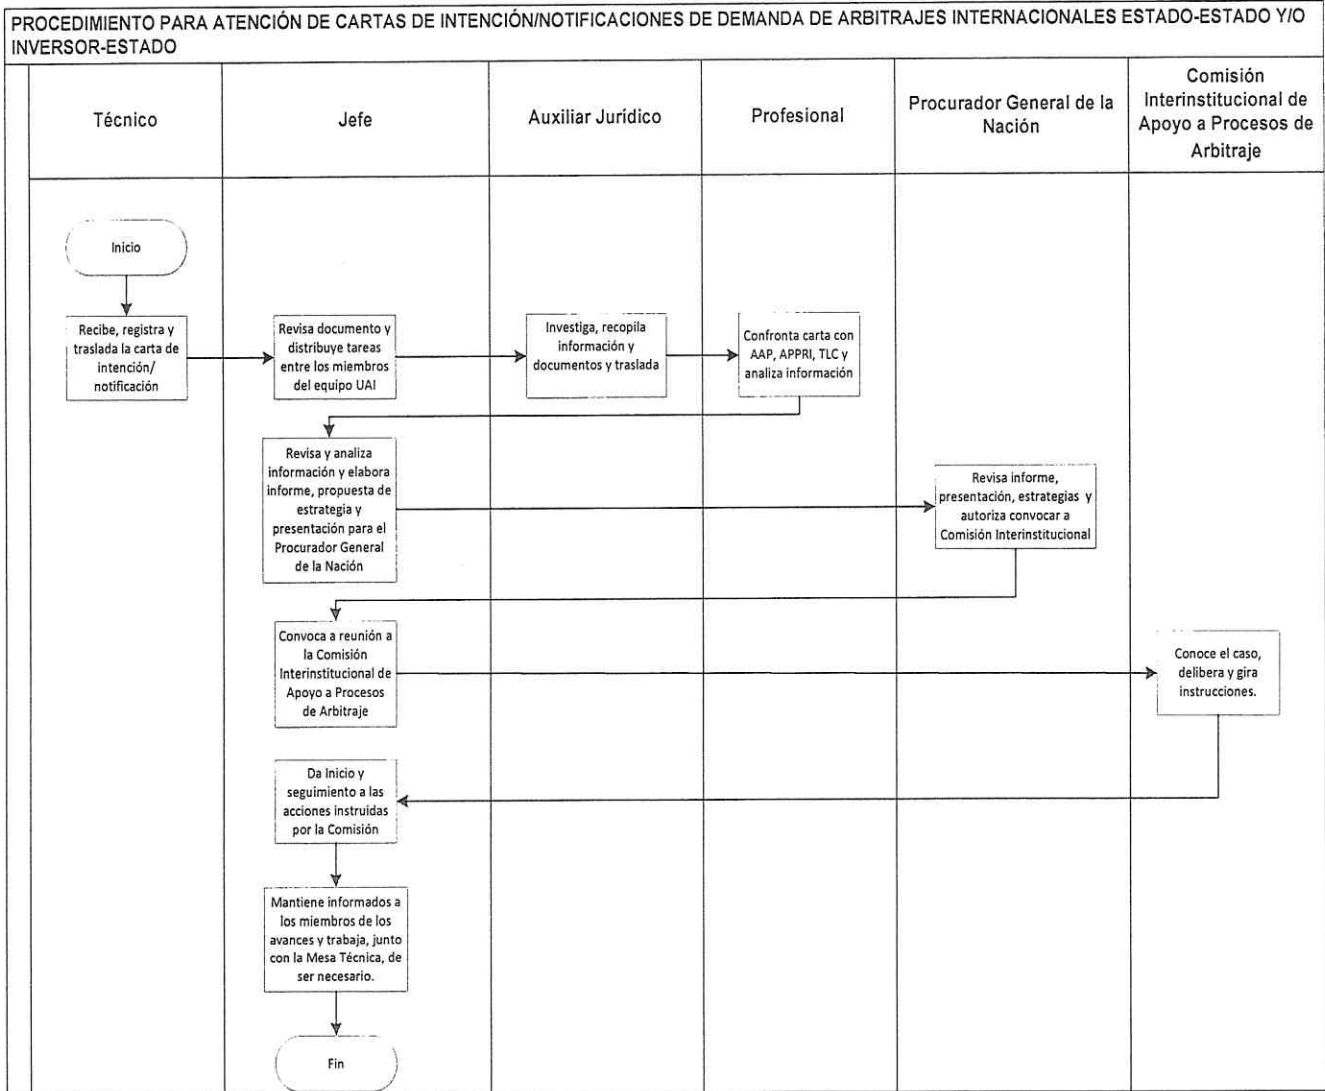 PROCEDIMIENTO PARA ATENCIÓN DE CARTAS DE INTENCIÓN/NOTIFICACIONES DE DEMANDA DE ARBITRAJES INTERNACIONALES ESTADO-ESTADO Y/O
INVERSOR-ESTADO
Técnico
Jefe
Auxiliar Jurídico
Profesional
Procurador General de la
Nación
Comisión
Interinstitucional de
Apoyo a Procesos de
Arbitraje
Inicio
Recibe, registra y
traslada la carta de
intención/
notificación
Revisa documento y
distribuye tareas
entre los miembros
del equipo UAI
Investiga, recopila
información y
documentos y traslada
Confronta carta con
AAP, APPRI, TLC y
analiza información
Revisa y analiza
información y elabora
informe, propuesta de
estrategia y
presentación para el
Procurador General
de la Nación
Revisa informe,
presentación, estrategias y
autoriza convocar a
Comisión Interinstitucional
Convoca a reunión a
la Comisión
Interinstitucional de
Apoyo a Procesos
de Arbitraje
Conoce el caso,
delibera y gira
instrucciones.
Da Inicio y
seguimiento a las
acciones instruidas
por la Comisión
Mantiene informados a
los miembros de los
avances y trabaja, junto
con la Mesa Técnica, de
ser necesario.
Fin